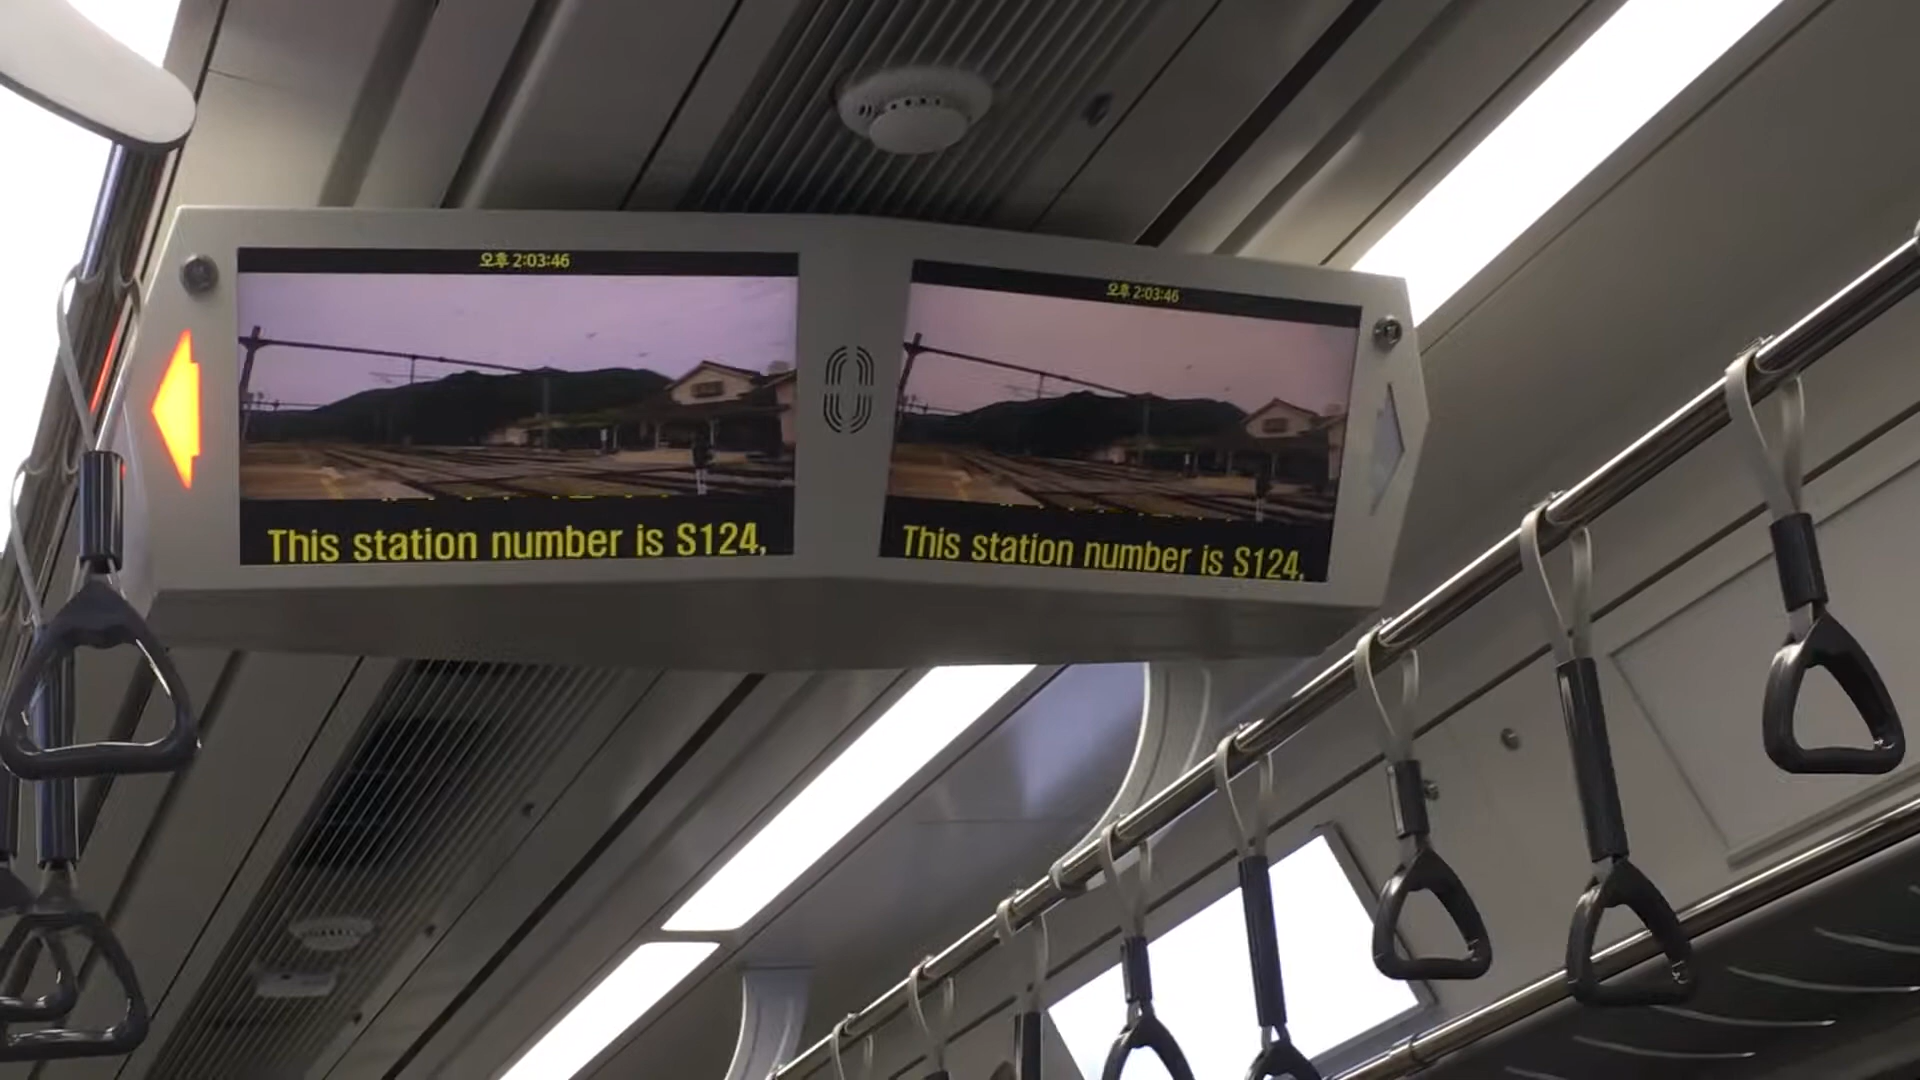 오후 2:03:46
This station number is S124,
오후 2:03:46
This station number is S124,